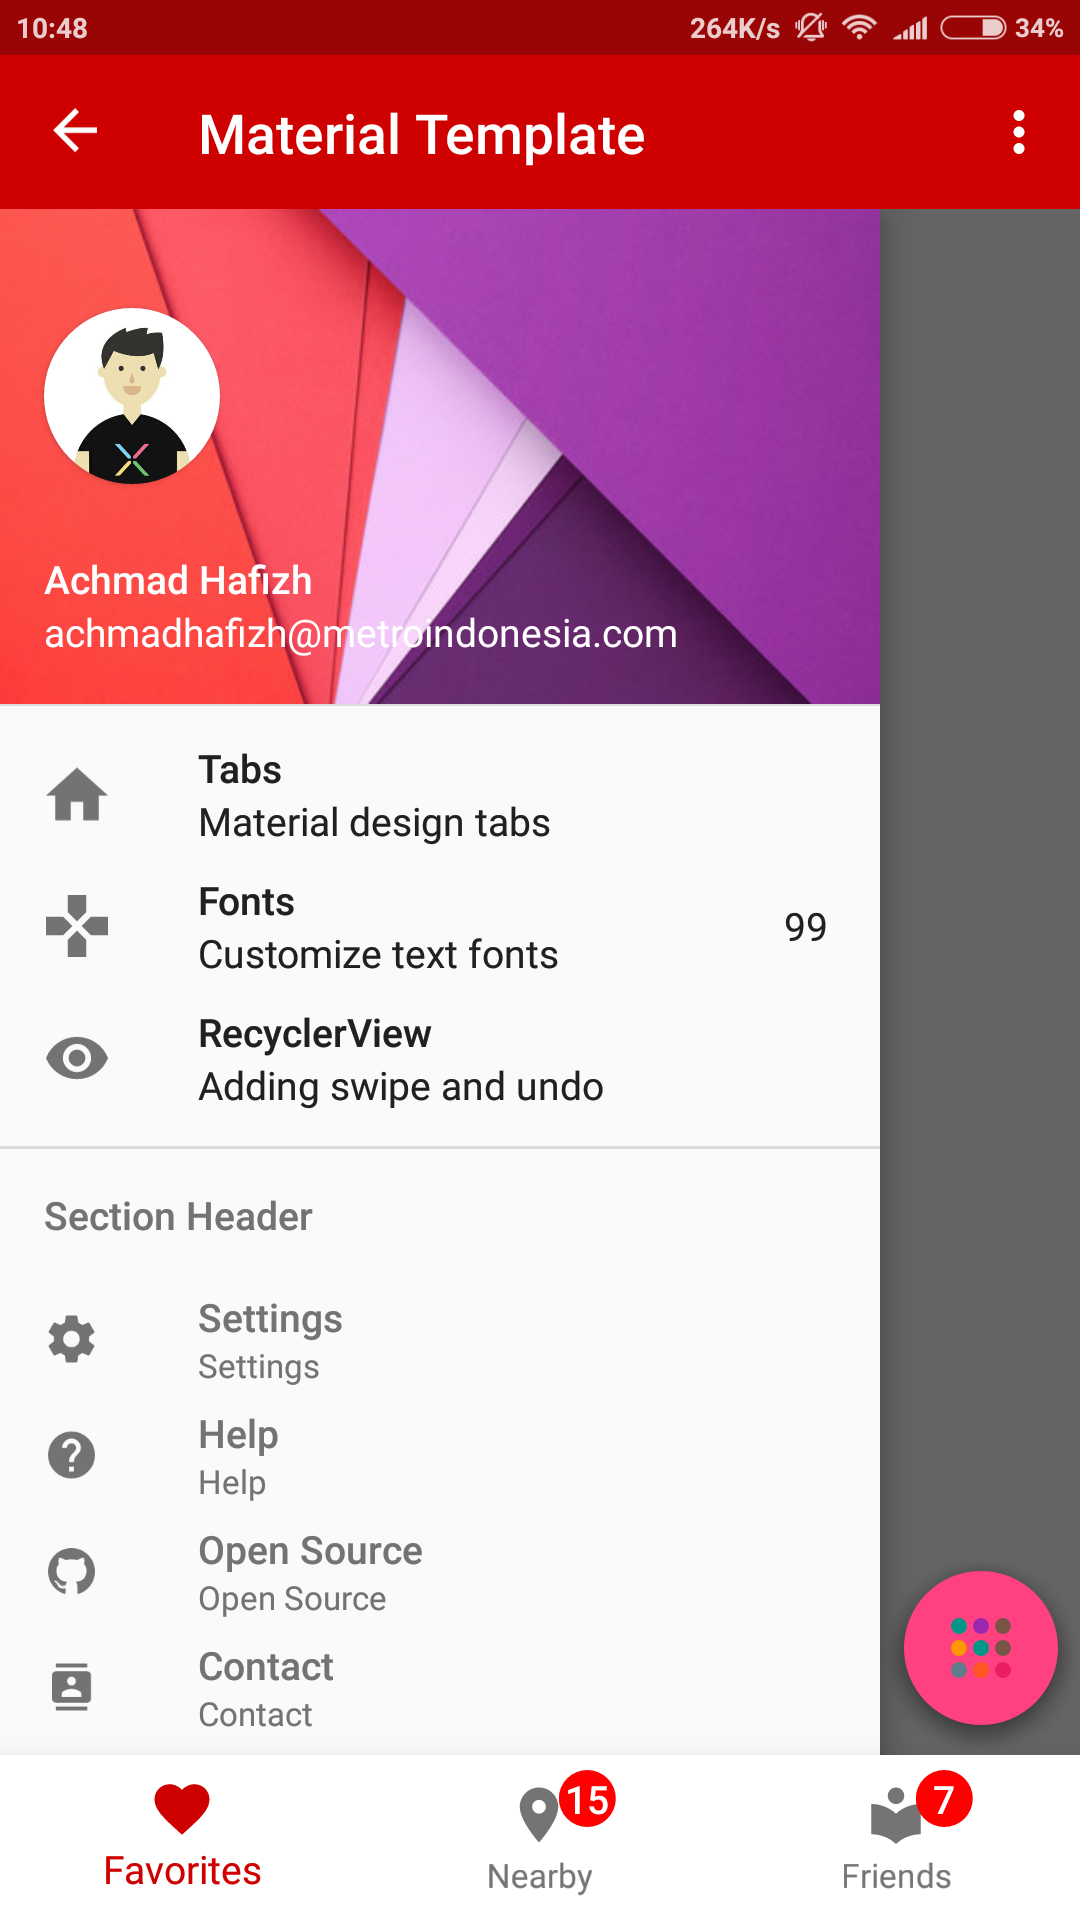 10:48 264K/s 34%
Material Template
Achmad Hafizh
achmadhafizh@metroindonesia.com
Tabs
Material design tabs
Fonts
Customize text fonts
99
RecyclerView
Adding swipe and undo
Section Header
Settings
Settings
Help
Help
Open Source
Open Source
Contact
Contact
15 7
Favorites Nearby Friends